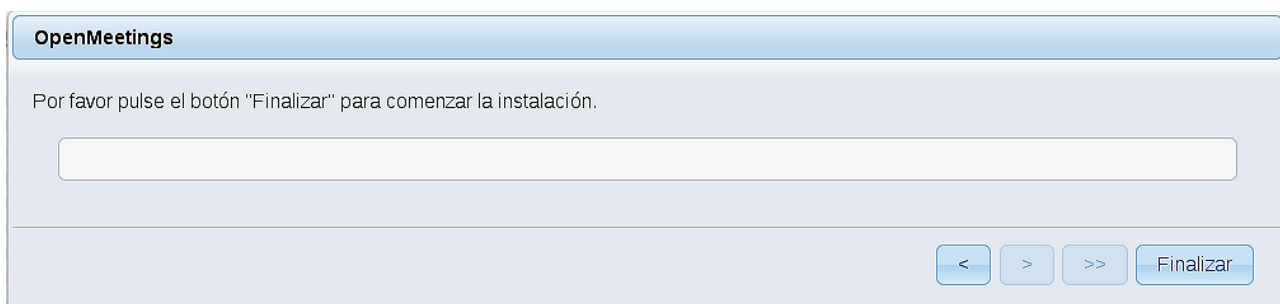 OpenMeetings
Por favor pulse el botón "Finalizar" para comenzar la instalación.
< > >> Finalizar